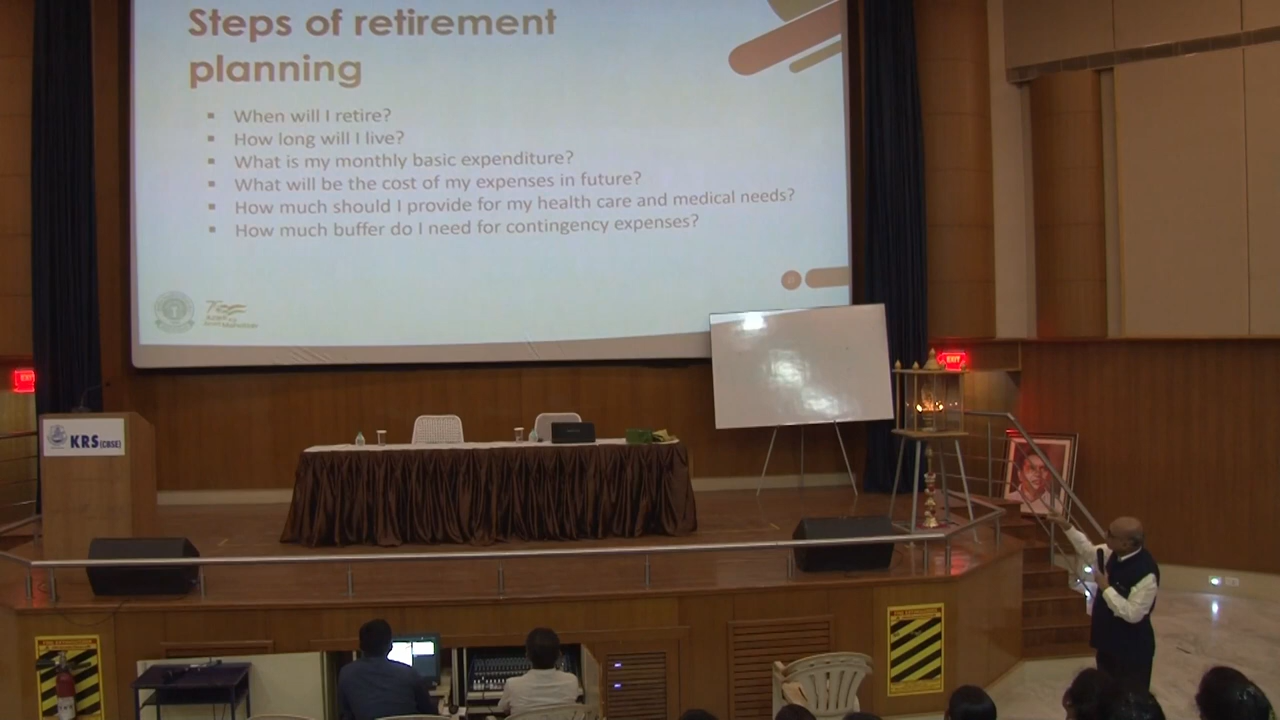 Steps of retirement
planning
▪ When will I retire?
▪ How long will I live?
▪ What is my monthly basic expenditure?
▪ What will be the cost of my expenses in future?
▪ How much should I provide for my health care and medical needs?
▪ How much buffer do I need for contingency expenses?
EXIT
EXIT
KRS (CBSE)